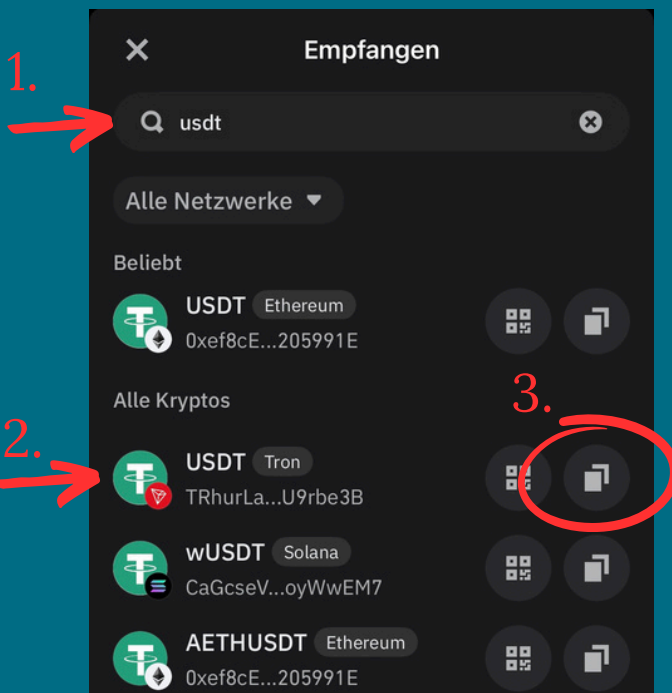 Empfangen
1.
usdt
Alle Netzwerke
Beliebt
USDT Ethereum
0xef8cE...205991E
Alle Kryptos
3.
2.
USDT Tron
TRhurLa...U9rbe3B
wUSDT Solana
CaGcseV...oyWwEM7
AETHUSDT Ethereum
0xef8cE...205991E